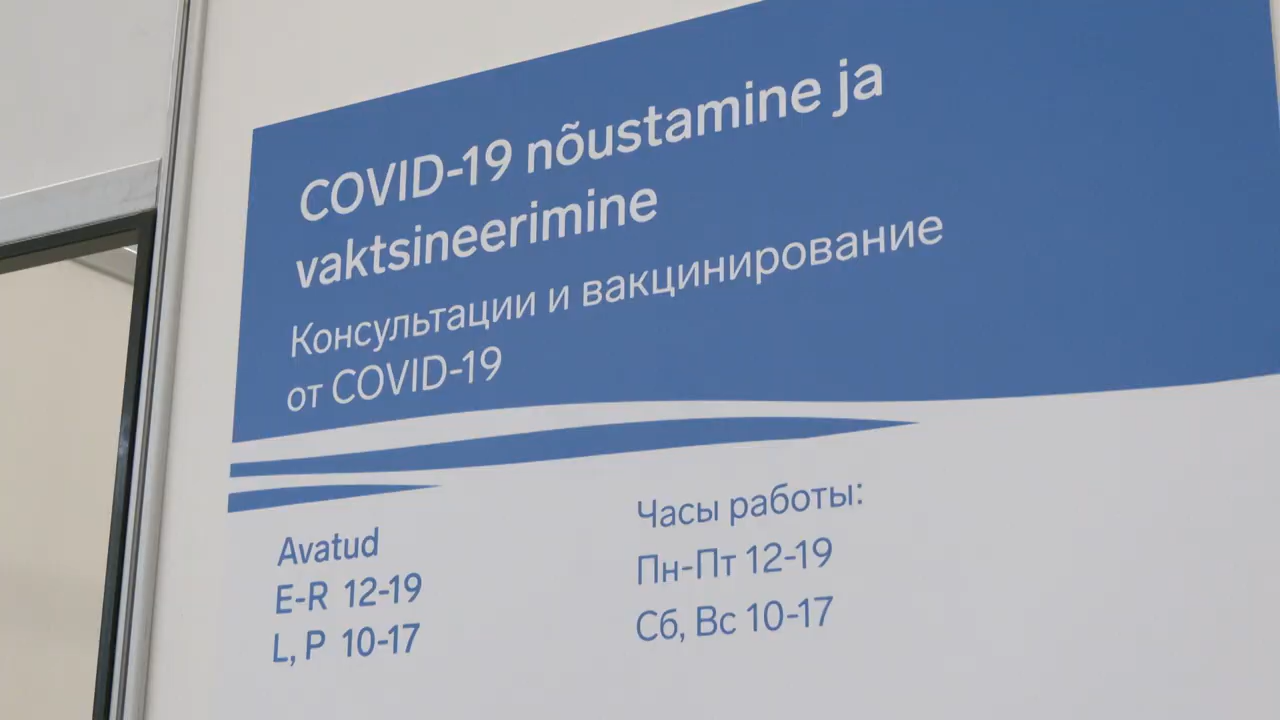 COVID-19 nõustamine ja
vaktsineerimine
Консультации и вакцинирование
от COVID-19
Avatud
E-R 12-19
L, P 10-17
Часы работы:
Пн-Пт 12-19
Сб, Вс 10-17